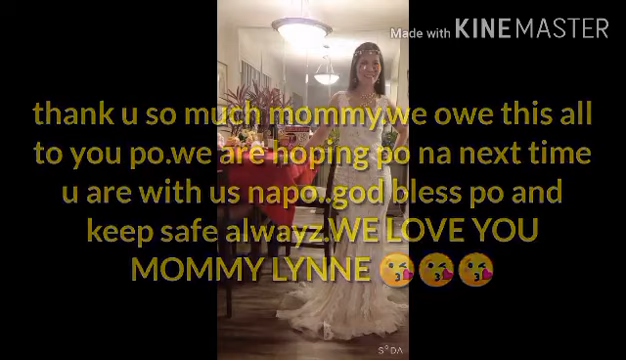 Made with KINEMASTER
thank u so much mommy.we owe this all
to you po.we are hoping po na next time
u are with us napo..god bless po and
keep safe alwayz.WE LOVE YOU
MOMMY LYNNE 😘😘😘
SODA